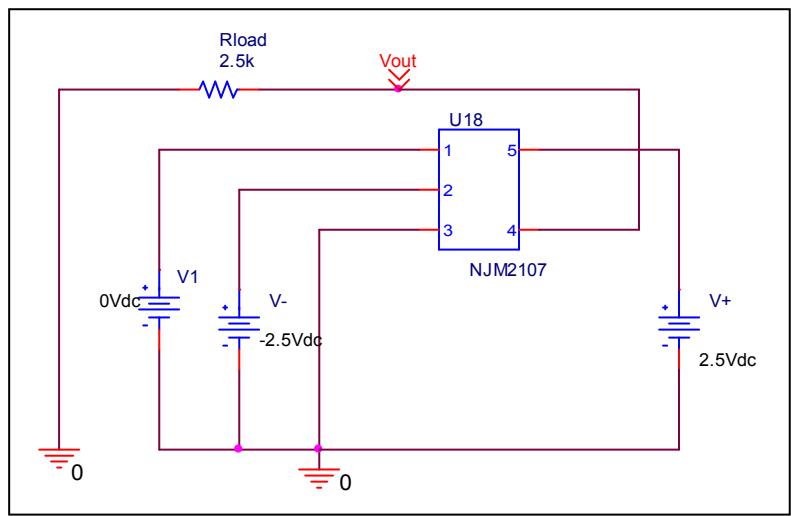 Rload
2.5k
Vout
U18
1
5
2
3
4
NJM2107
V1
0Vdc
V-
-2.5Vdc
V+
2.5Vdc
0
0